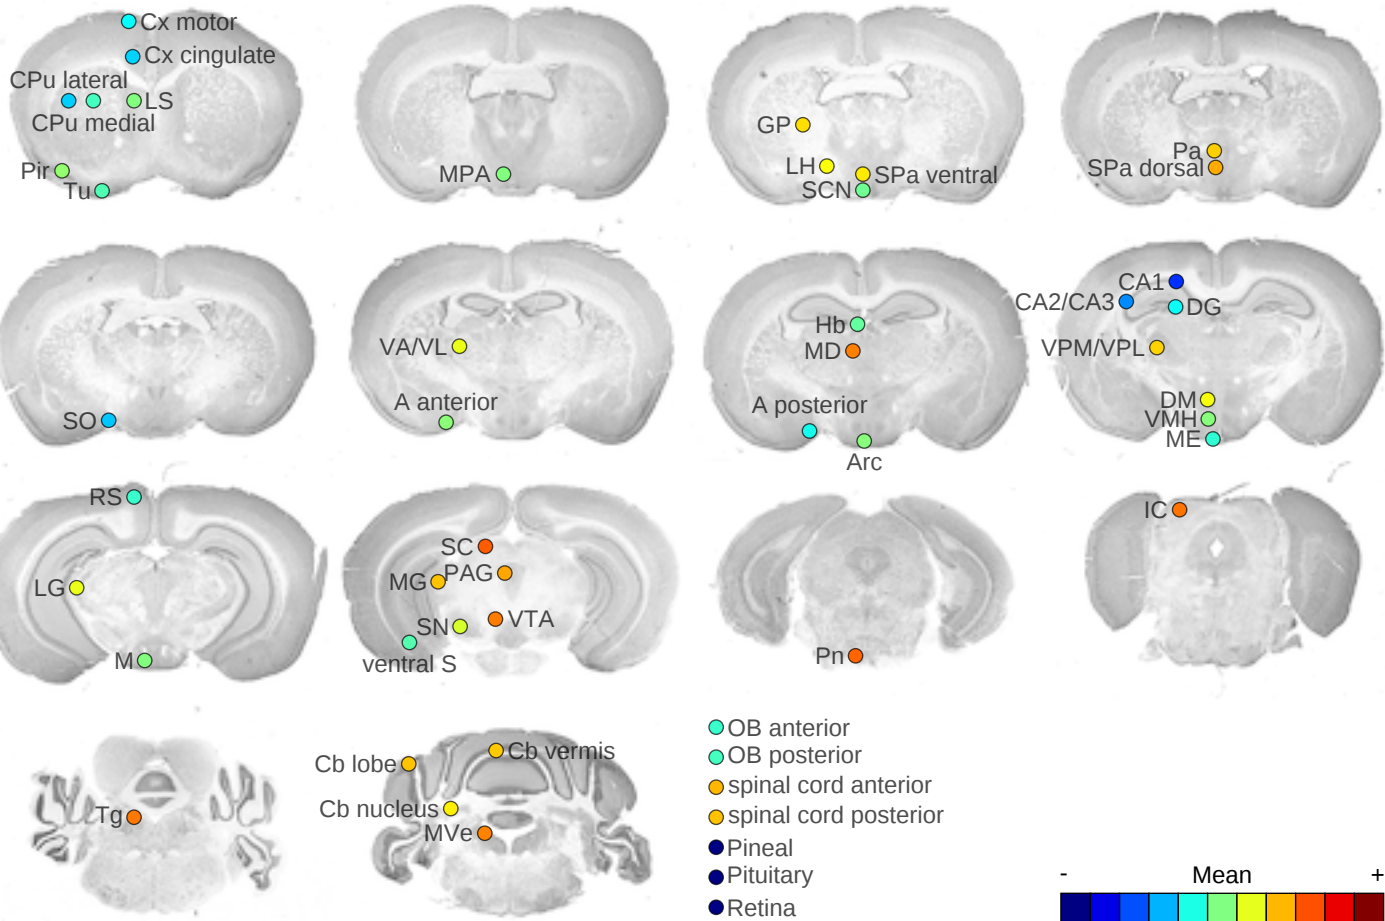 Cx motor
Cx cingulate
CPu lateral
LS
CPu medial
Pir
Tu
MPA
GP
LH
SPa ventral
SCN
Pa
SPa dorsal
SO
VA/VL
A anterior
Hb
MD
A posterior
Arc
CA1
CA2/CA3
DG
VPM/VPL
DM
VMH
ME
RS
LG
M
SC
PAG
MG
VTA
SN
ventral S
Pn
IC
Tg
Cb lobe
Cb vermis
Cb nucleus
MVe
OB anterior
OB posterior
spinal cord anterior
spinal cord posterior
Pineal
Pituitary
Retina
- Mean +